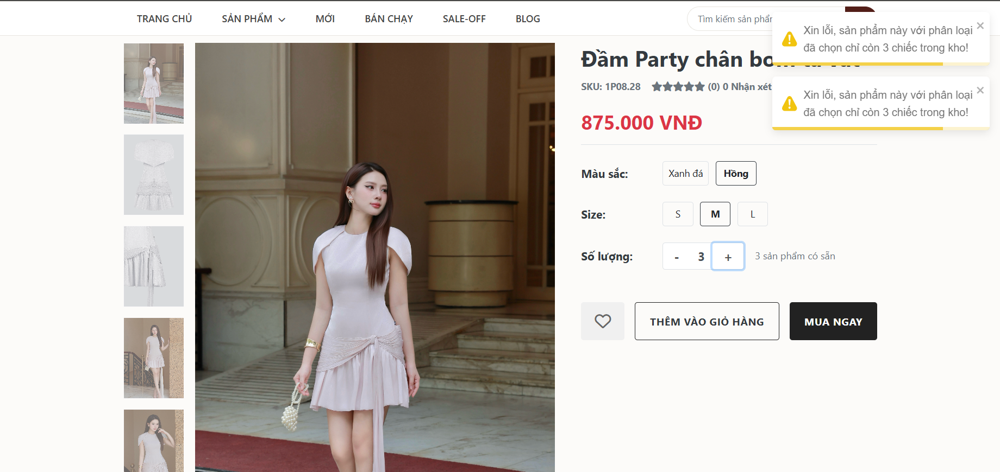 TRANG CHỦ
SẢN PHẨM
MỚI
BÁN CHẠY
SALE-OFF
BLOG
Tìm kiếm sản
Xin lỗi, sản phẩm này với phân loại
đã chọn chỉ còn 3 chiếc trong kho!
Đầm Party chân
SKU: 1P08.28
(0) 0 Nhận xét
Xin lỗi, sản phẩm này với phân loại
đã chọn chỉ còn 3 chiếc trong kho!
875.000 VNĐ
Màu sắc:
Xanh đá
Hồng
Size:
S
M
L
Số lượng:
- 3 +
3 sản phẩm có sẵn
THÊM VÀO GIỎ HÀNG
MUA NGAY